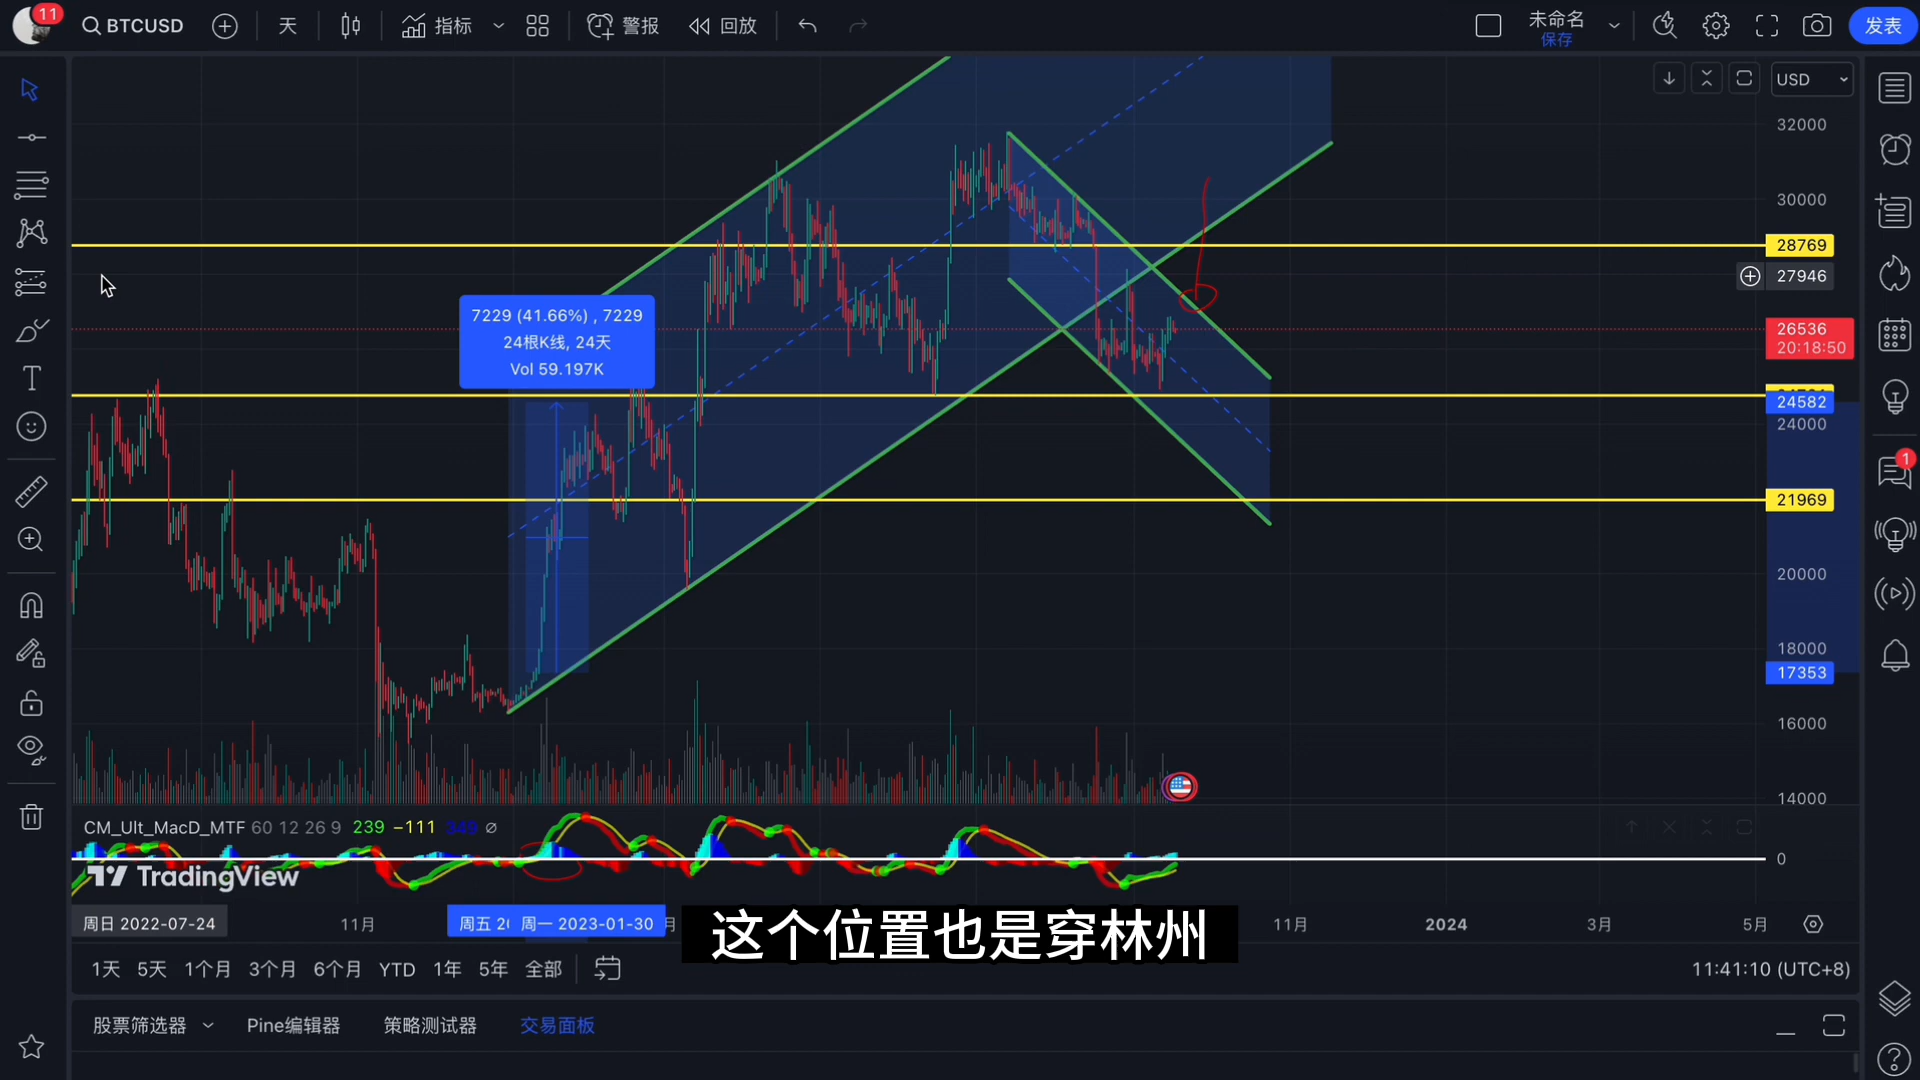 11 BTCUSD 天 指标 警报 回放 未命名 发表
保存
USD
32000
30000
28769
27946
7229 (41.66%) , 7229
24根K线, 24天
Vol 59.197K
26536
20:18:50
24582
24000
1
21969
20000
18000
17353
16000
14000
CM_Ult_MacD_MTF 60 12 26 9 239 −111 349 ∅
0
TradingView
周日 2022-07-24 11月 周五 20 周一 2023-01-30 月 11月 2024 3月 5月
这个位置也是穿林州
1天 5天 1个月 3个月 6个月 YTD 1年 5年 全部 11:41:10 (UTC+8)
股票筛选器 Pine编辑器 策略测试器 交易面板